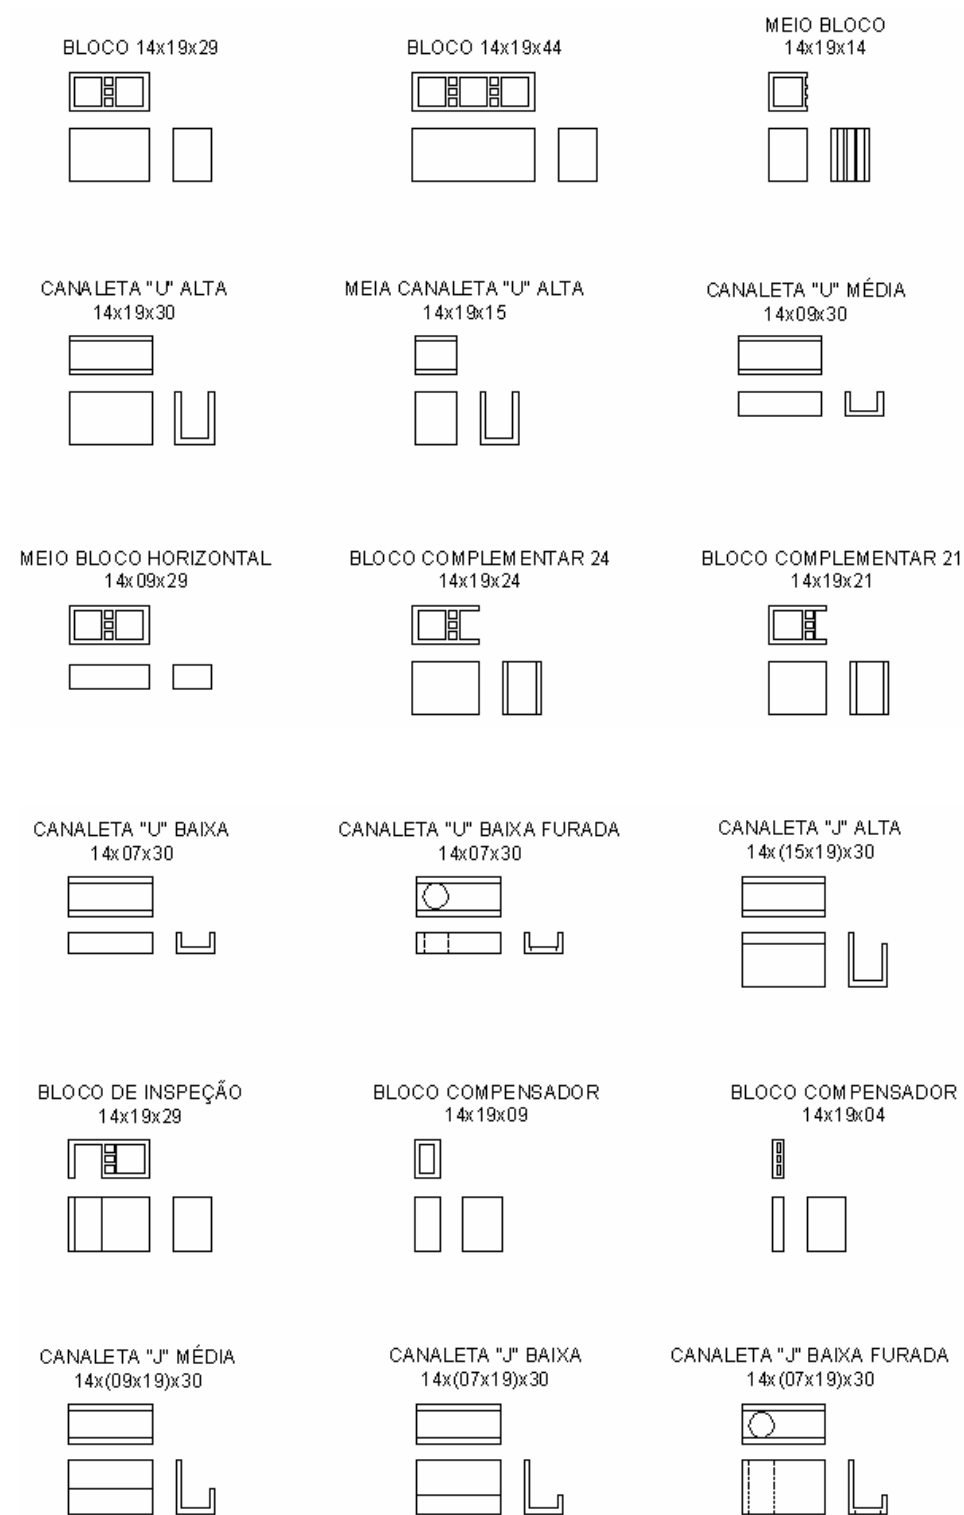 BLOCO 14x19x29
BLOCO 14x19x44
MEIO BLOCO
14x19x14
CANALETA "U" ALTA
14x19x30
MEIA CANALETA "U" ALTA
14x19x15
CANALETA "U" MÉDIA
14x09x30
MEIO BLOCO HORIZONTAL
14x09x29
BLOCO COMPLEMENTAR 24
14x19x24
BLOCO COMPLEMENTAR 21
14x19x21
CANALETA "U" BAIXA
14x07x30
CANALETA "U" BAIXA FURADA
14x07x30
CANALETA "J" ALTA
14x(15x19)x30
BLOCO DE INSPEÇÃO
14x19x29
BLOCO COMPENSADOR
14x19x09
BLOCO COMPENSADOR
14x19x04
CANALETA "J" MÉDIA
14x(09x19)x30
CANALETA "J" BAIXA
14x(07x19)x30
CANALETA "J" BAIXA FURADA
14x(07x19)x30